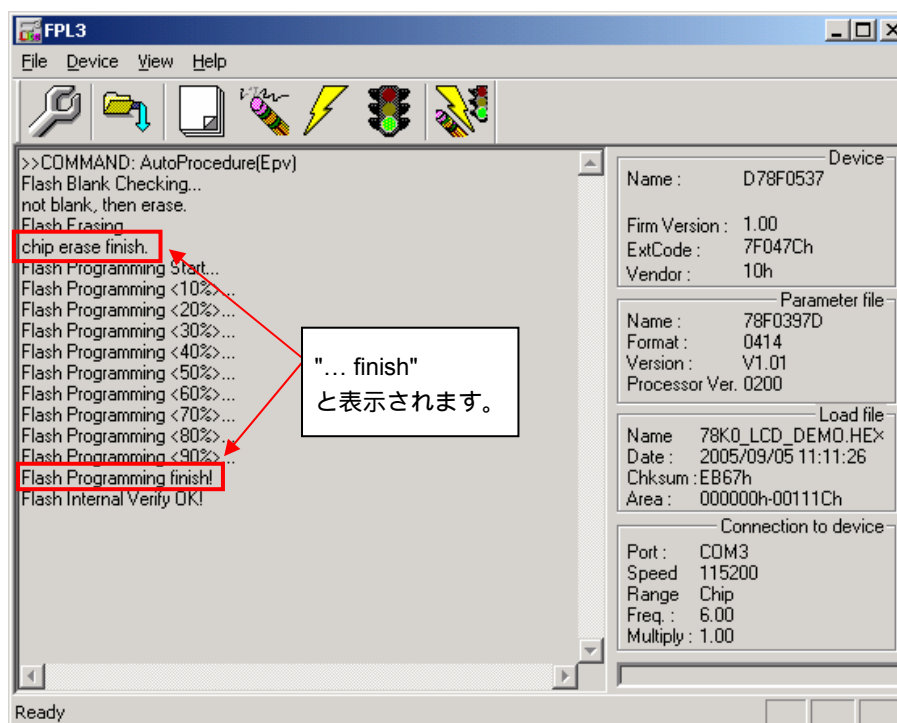 FPL3
File Device View Help
>>COMMAND: AutoProcedure(Epv)
Flash Blank Checking...
not blank, then erase.
Flash Erasing...
chip erase finish.
Flash Programming Start...
Flash Programming <10%>...
Flash Programming <20%>...
Flash Programming <30%>...
Flash Programming <40%>...
Flash Programming <50%>...
Flash Programming <60%>...
Flash Programming <70%>...
Flash Programming <80%>...
Flash Programming <90%>...
Flash Programming finish!
Flash Internal Verify OK!
"... finish"
と表示されます。
Device
Name : D78F0537
Firm Version : 1.00
ExtCode : 7F047Ch
Vendor : 10h
Parameter file
Name : 78F0397D
Format : 0414
Version : V1.01
Processor Ver. 0200
Load file
Name 78K0_LCD_DEMO.HEX
Date : 2005/09/05 11:11:26
Chksum : EB67h
Area : 000000h-00111Ch
Connection to device
Port : COM3
Speed 115200
Range Chip
Freq. : 6.00
Multiply : 1.00
Ready